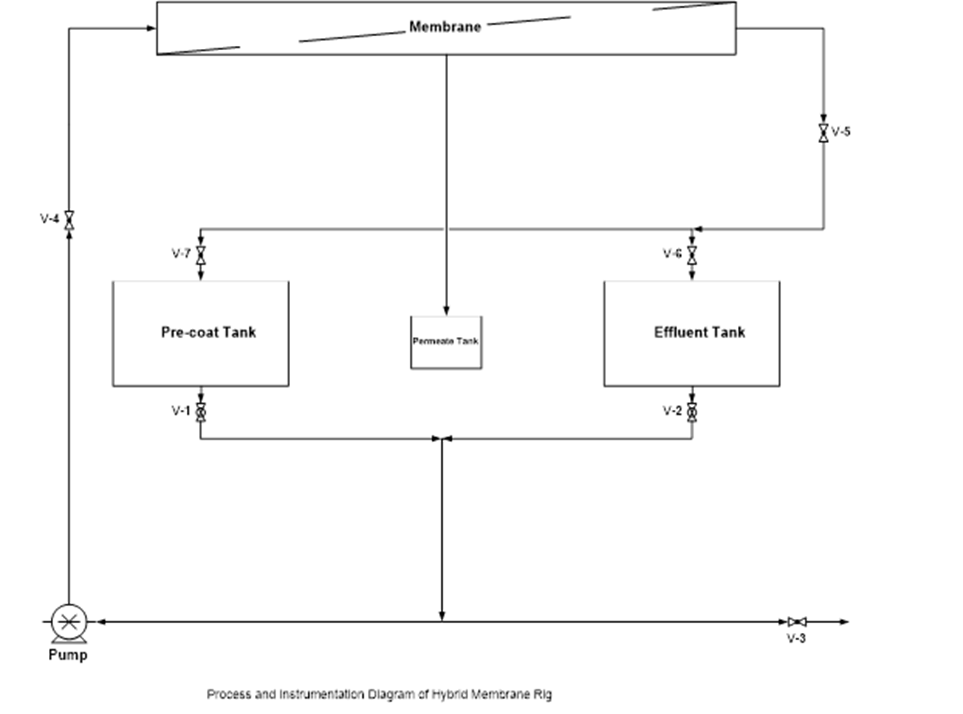 Membrane
V-5
V-4
V-7
V-6
Pre-coat Tank
Permeate Tank
Effluent Tank
V-1
V-2
V-3
Pump
Process and Instrumentation Diagram of Hybrid Membrane Rig